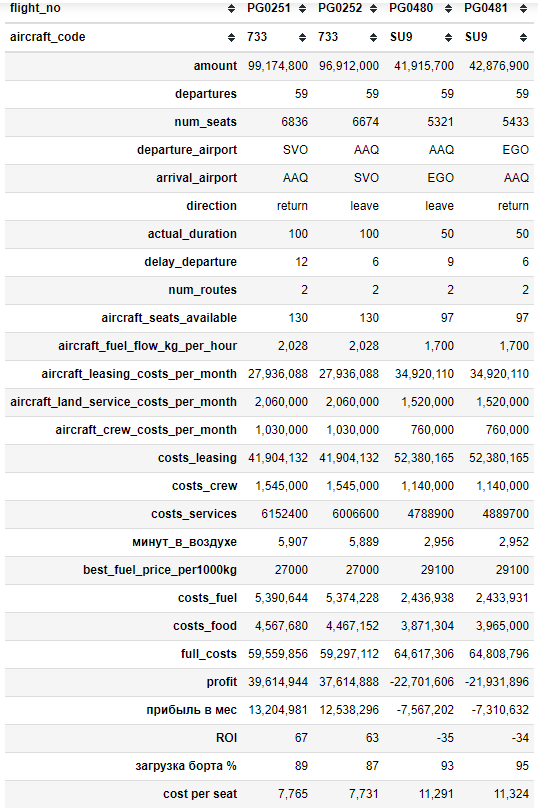 flight_no PG0251 PG0252 PG0480 PG0481
aircraft_code 733 733 SU9 SU9
amount 99,174,800 96,912,000 41,915,700 42,876,900
departures 59 59 59 59
num_seats 6836 6674 5321 5433
departure_airport SVO AAQ AAQ EGO
arrival_airport AAQ SVO EGO AAQ
direction return leave leave return
actual_duration 100 100 50 50
delay_departure 12 6 9 6
num_routes 2 2 2 2
aircraft_seats_available 130 130 97 97
aircraft_fuel_flow_kg_per_hour 2,028 2,028 1,700 1,700
aircraft_leasing_costs_per_month 27,936,088 27,936,088 34,920,110 34,920,110
aircraft_land_service_costs_per_month 2,060,000 2,060,000 1,520,000 1,520,000
aircraft_crew_costs_per_month 1,030,000 1,030,000 760,000 760,000
costs_leasing 41,904,132 41,904,132 52,380,165 52,380,165
costs_crew 1,545,000 1,545,000 1,140,000 1,140,000
costs_services 6152400 6006600 4788900 4889700
минут_в_воздухе 5,907 5,889 2,956 2,952
best_fuel_price_per1000kg 27000 27000 29100 29100
costs_fuel 5,390,644 5,374,228 2,436,938 2,433,931
costs_food 4,567,680 4,467,152 3,871,304 3,965,000
full_costs 59,559,856 59,297,112 64,617,306 64,808,796
profit 39,614,944 37,614,888 -22,701,606 -21,931,896
прибыль в мес 13,204,981 12,538,296 -7,567,202 -7,310,632
ROI 67 63 -35 -34
загрузка борта % 89 87 93 95
cost per seat 7,765 7,731 11,291 11,324